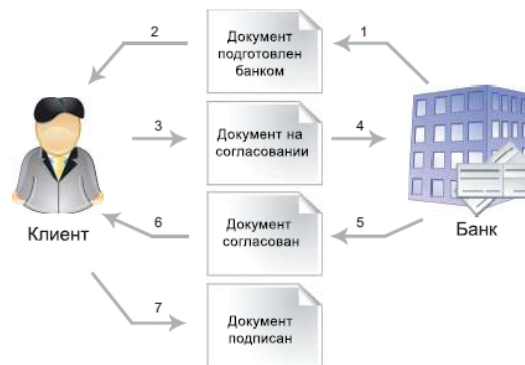 2
1
Документ
подготовлен
банком
3
4
Документ на
согласовании
6
5
Документ
согласован
Клиент
Банк
7
Документ
подписан